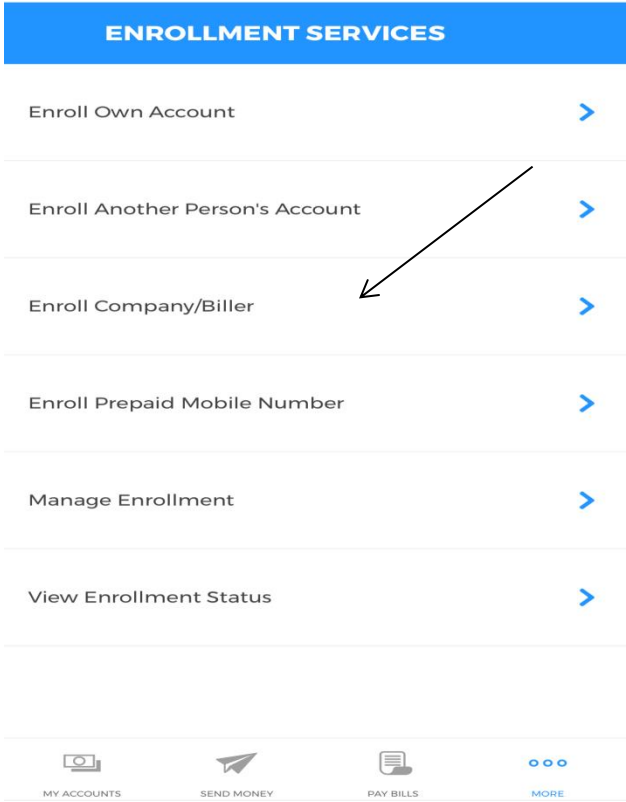 ENROLLMENT SERVICES
Enroll Own Account
Enroll Another Person's Account
Enroll Company/Biller
Enroll Prepaid Mobile Number
Manage Enrollment
View Enrollment Status
MY ACCOUNTS SEND MONEY PAY BILLS MORE